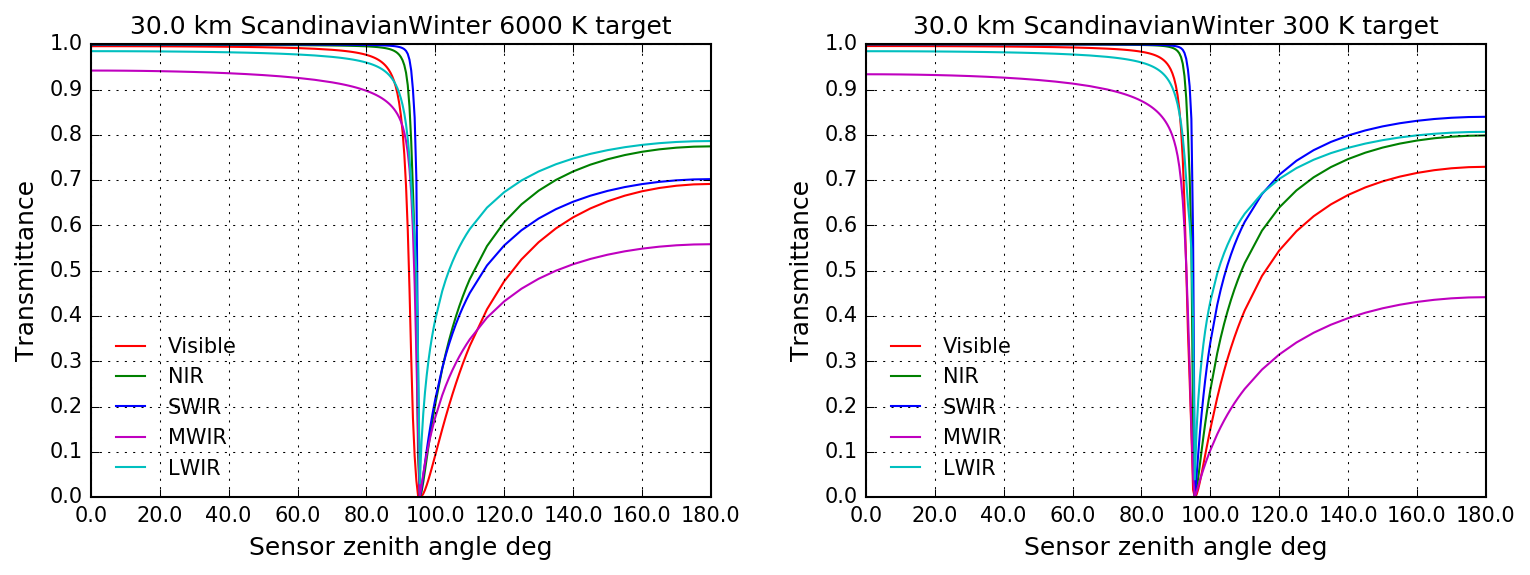 30.0 km ScandinavianWinter 6000 K target
Transmittance
1.0
0.9
0.8
0.7
0.6
0.5
0.4
0.3
0.2
0.1
0.0
Visible
NIR
SWIR
MWIR
LWIR
0.0 20.0 40.0 60.0 80.0 100.0 120.0 140.0 160.0 180.0
Sensor zenith angle deg
30.0 km ScandinavianWinter 300 K target
Transmittance
1.0
0.9
0.8
0.7
0.6
0.5
0.4
0.3
0.2
0.1
0.0
Visible
NIR
SWIR
MWIR
LWIR
0.0 20.0 40.0 60.0 80.0 100.0 120.0 140.0 160.0 180.0
Sensor zenith angle deg